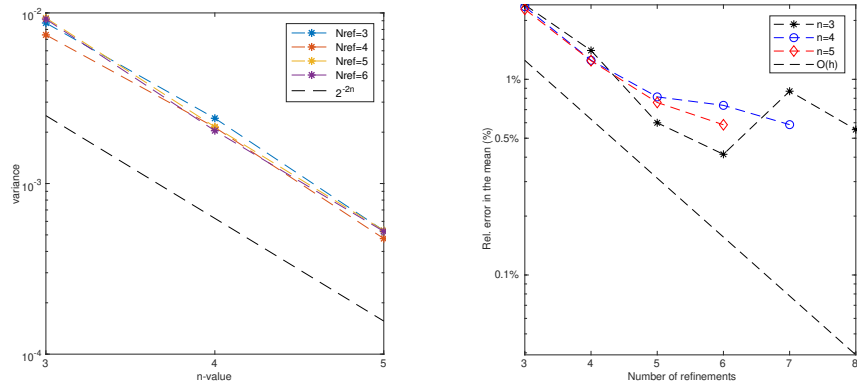 10^-2
10^-3
10^-4
variance
3
4
5
n-value
Nref=3
Nref=4
Nref=5
Nref=6
2^-2n
1%
0.5%
0.1%
Rel. error in the mean (%)
3
4
5
6
7
8
Number of refinements
n=3
n=4
n=5
O(h)